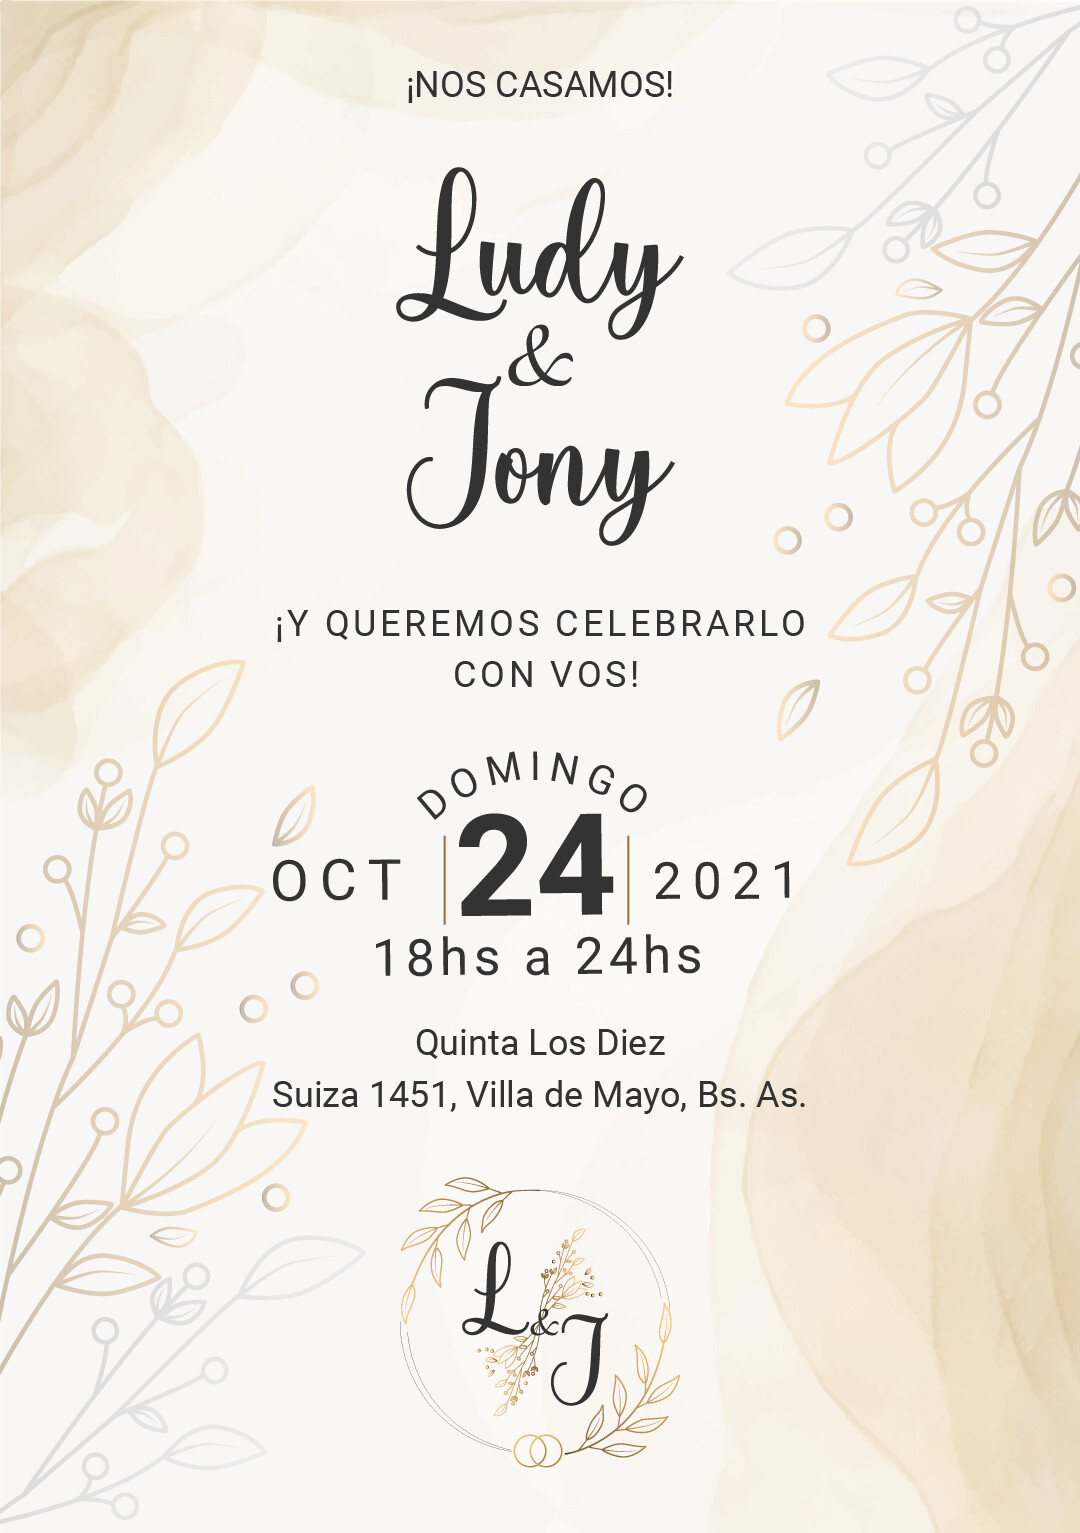 ¡NOS CASAMOS!
Ludy
&
Jony
¡Y QUEREMOS CELEBRARLO
CON VOS!
DOMINGO
OCT 24 2021
18hs a 24hs
Quinta Los Diez
Suiza 1451, Villa de Mayo, Bs. As.
L&J